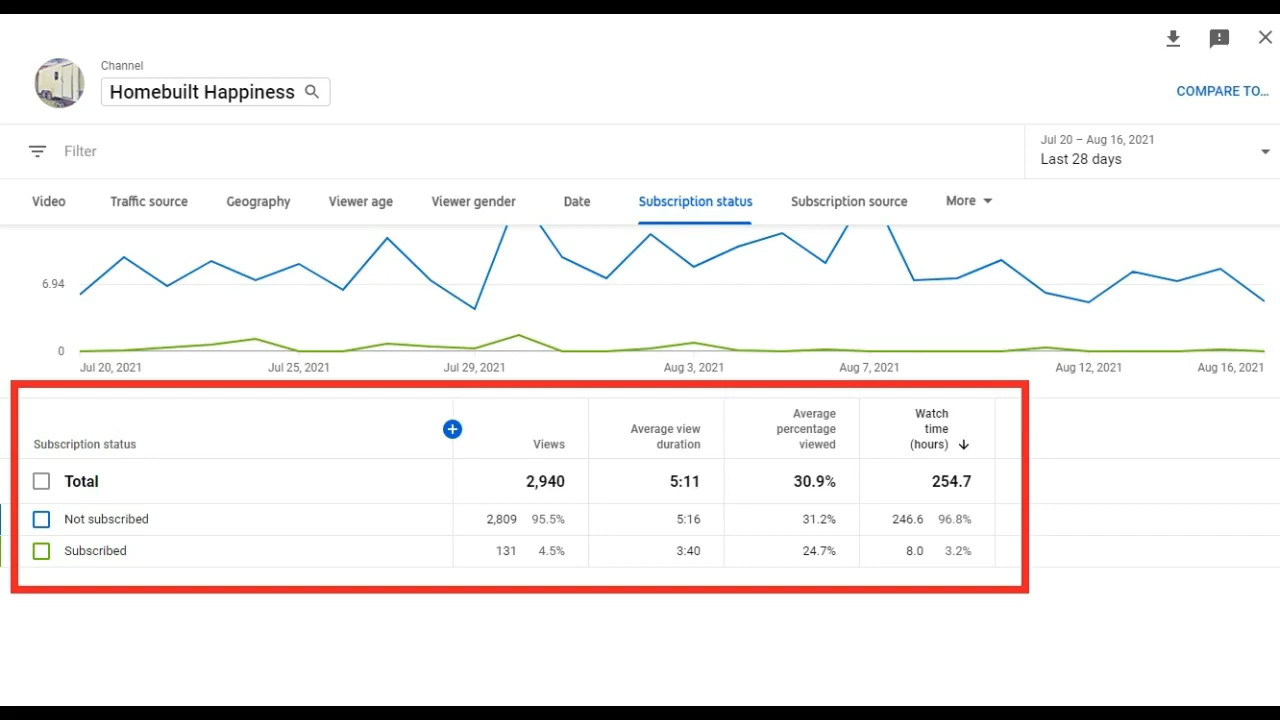 Channel
Homebuilt Happiness
COMPARE TO...
Filter
Jul 20 – Aug 16, 2021
Last 28 days
Video Traffic source Geography Viewer age Viewer gender Date Subscription status Subscription source More
6.94
0
Jul 20, 2021 Jul 25, 2021 Jul 29, 2021 Aug 3, 2021 Aug 7, 2021 Aug 12, 2021 Aug 16, 2021
Subscription status
Views
Average view
duration
Average
percentage
viewed
Watch
time
(hours)
Total 2,940 5:11 30.9% 254.7
Not subscribed 2,809 95.5% 5:16 31.2% 246.6 96.8%
Subscribed 131 4.5% 3:40 24.7% 8.0 3.2%